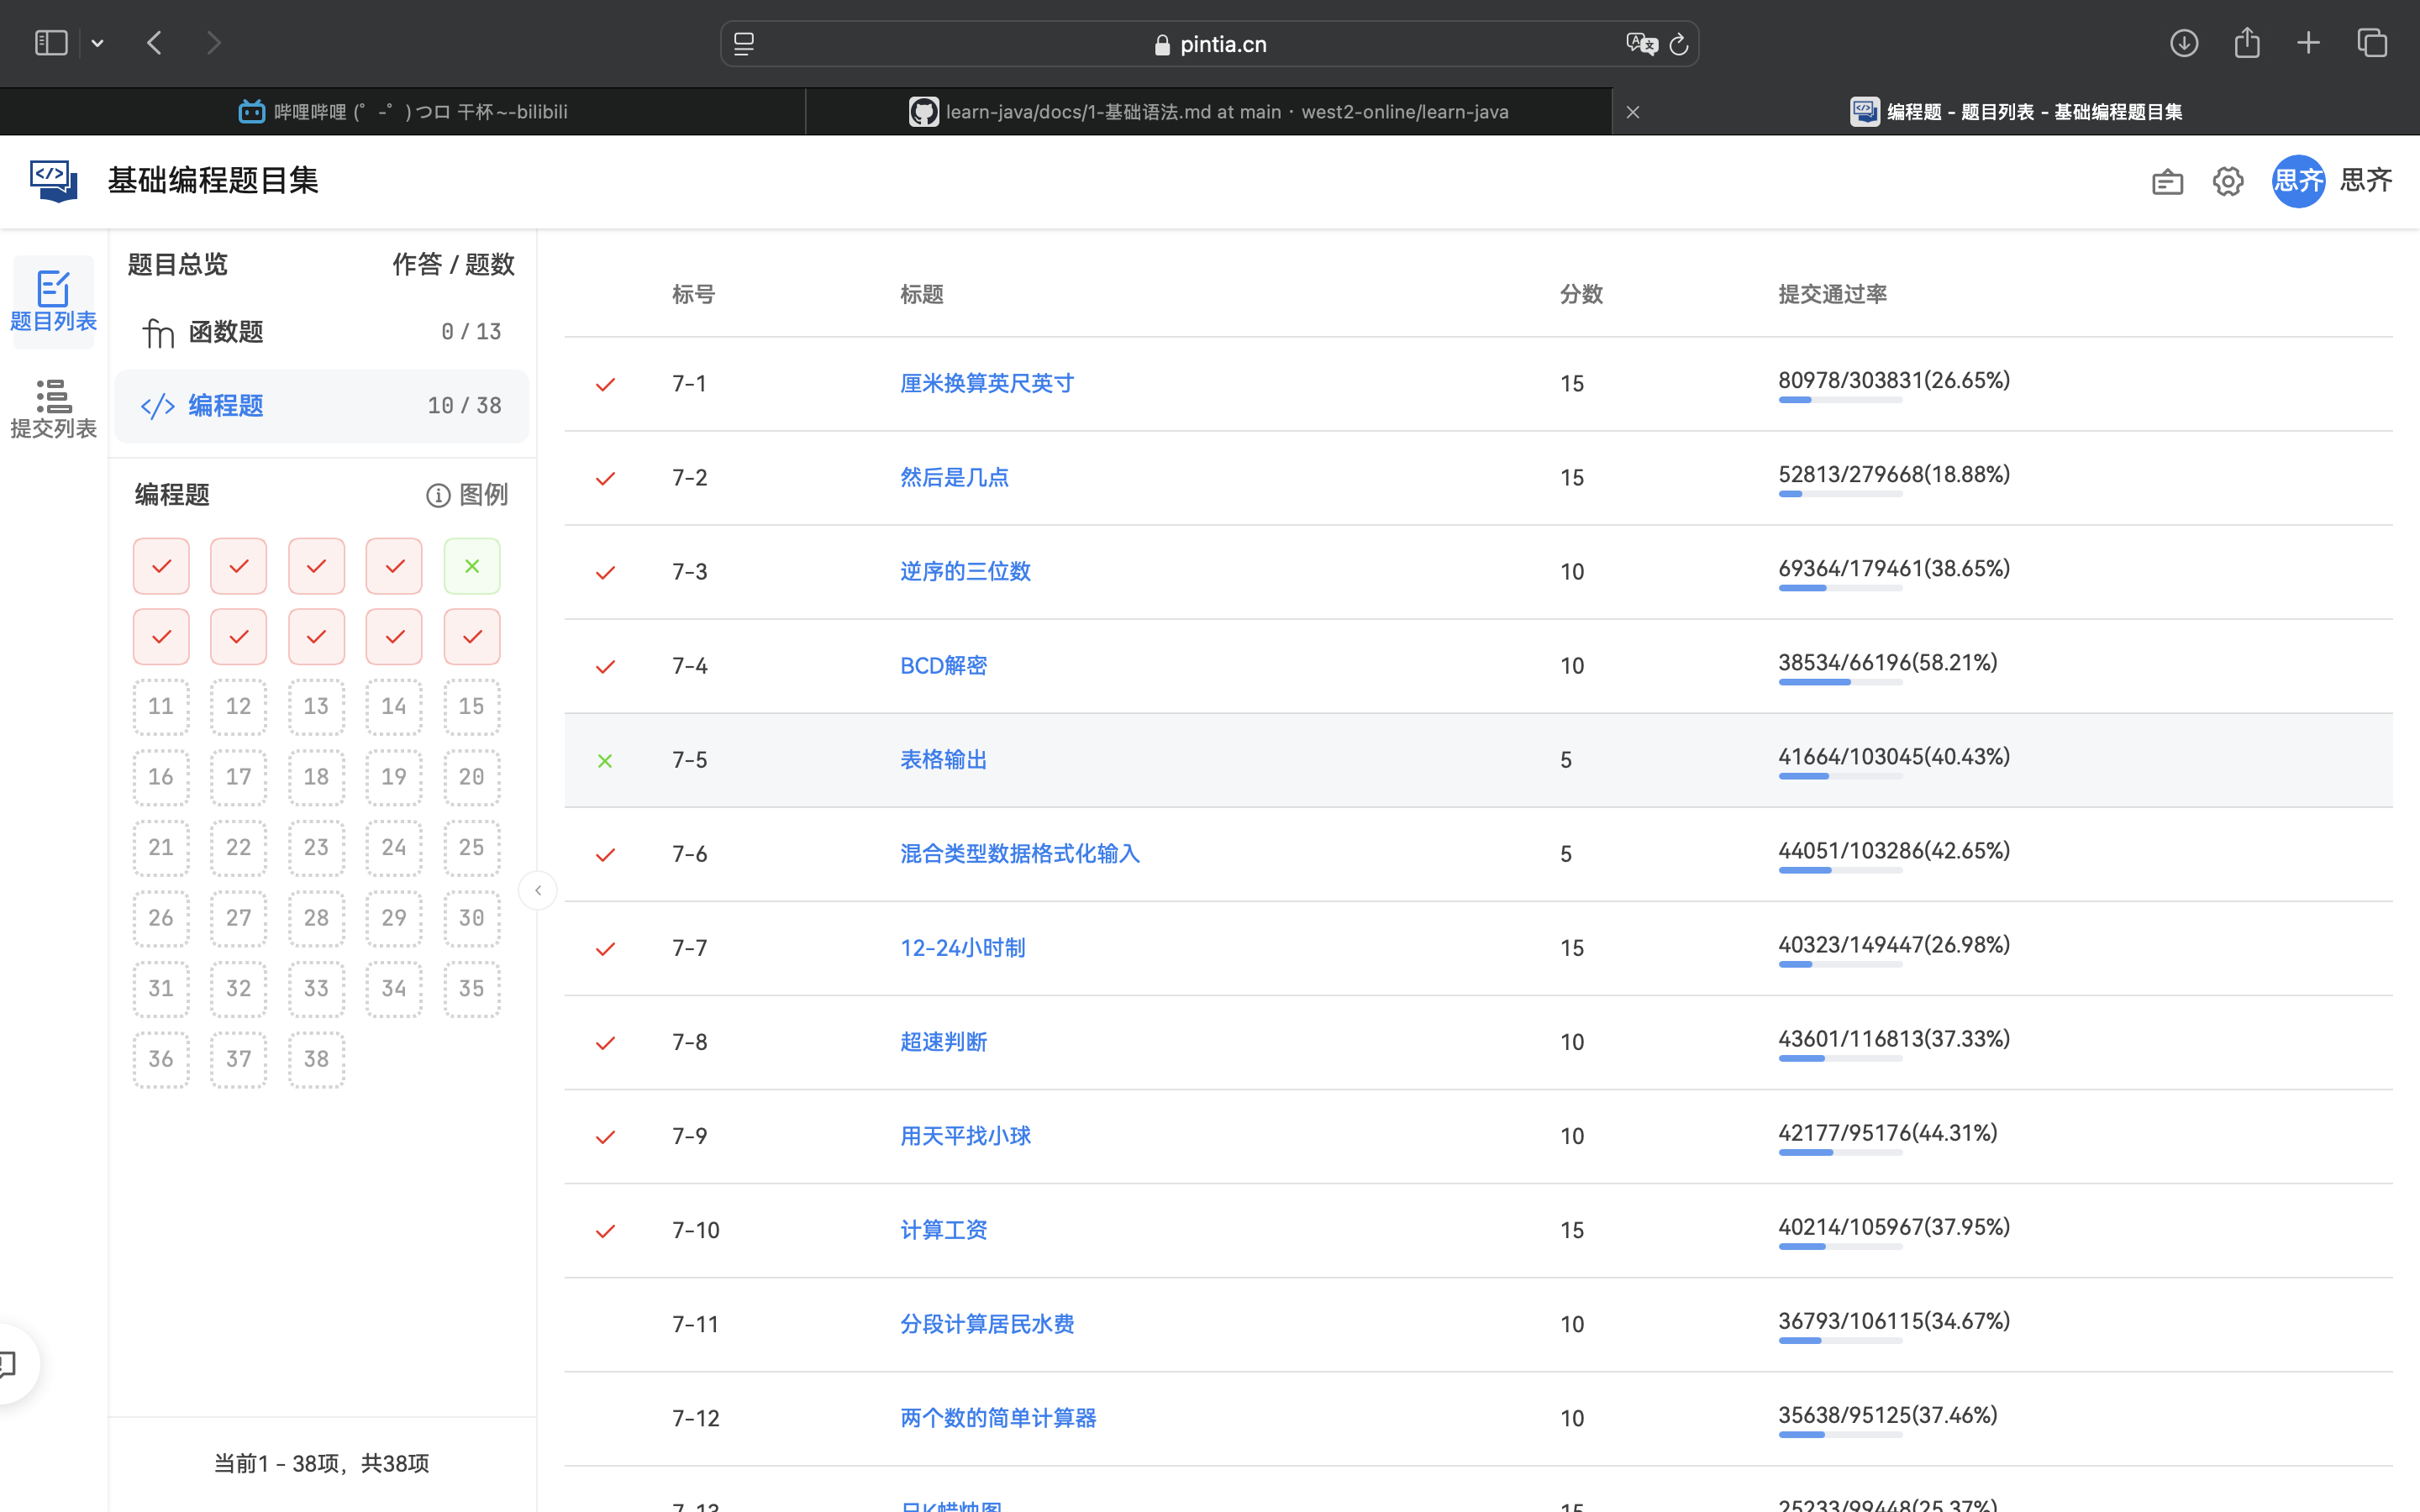 pintia.cn
哔哩哔哩 (゜-゜)つロ 干杯~-bilibili
learn-java/docs/1-基础语法.md at main · west2-online/learn-java
编程题 - 题目列表 - 基础编程题目集
基础编程题目集
思齐 思齐
题目列表
提交列表
题目总览 作答 / 题数
fn 函数题 0 / 13
</> 编程题 10 / 38
编程题 图例
11 12 13 14 15
16 17 18 19 20
21 22 23 24 25
26 27 28 29 30
31 32 33 34 35
36 37 38
当前1 - 38项，共38项
标号 标题 分数 提交通过率
7-1 厘米换算英尺英寸 15 80978/303831(26.65%)
7-2 然后是几点 15 52813/279668(18.88%)
7-3 逆序的三位数 10 69364/179461(38.65%)
7-4 BCD解密 10 38534/66196(58.21%)
7-5 表格输出 5 41664/103045(40.43%)
7-6 混合类型数据格式化输入 5 44051/103286(42.65%)
7-7 12-24小时制 15 40323/149447(26.98%)
7-8 超速判断 10 43601/116813(37.33%)
7-9 用天平找小球 10 42177/95176(44.31%)
7-10 计算工资 15 40214/105967(37.95%)
7-11 分段计算居民水费 10 36793/106115(34.67%)
7-12 两个数的简单计算器 10 35638/95125(37.46%)
7-13 日K蜡烛图 15 25233/99448(25.37%)